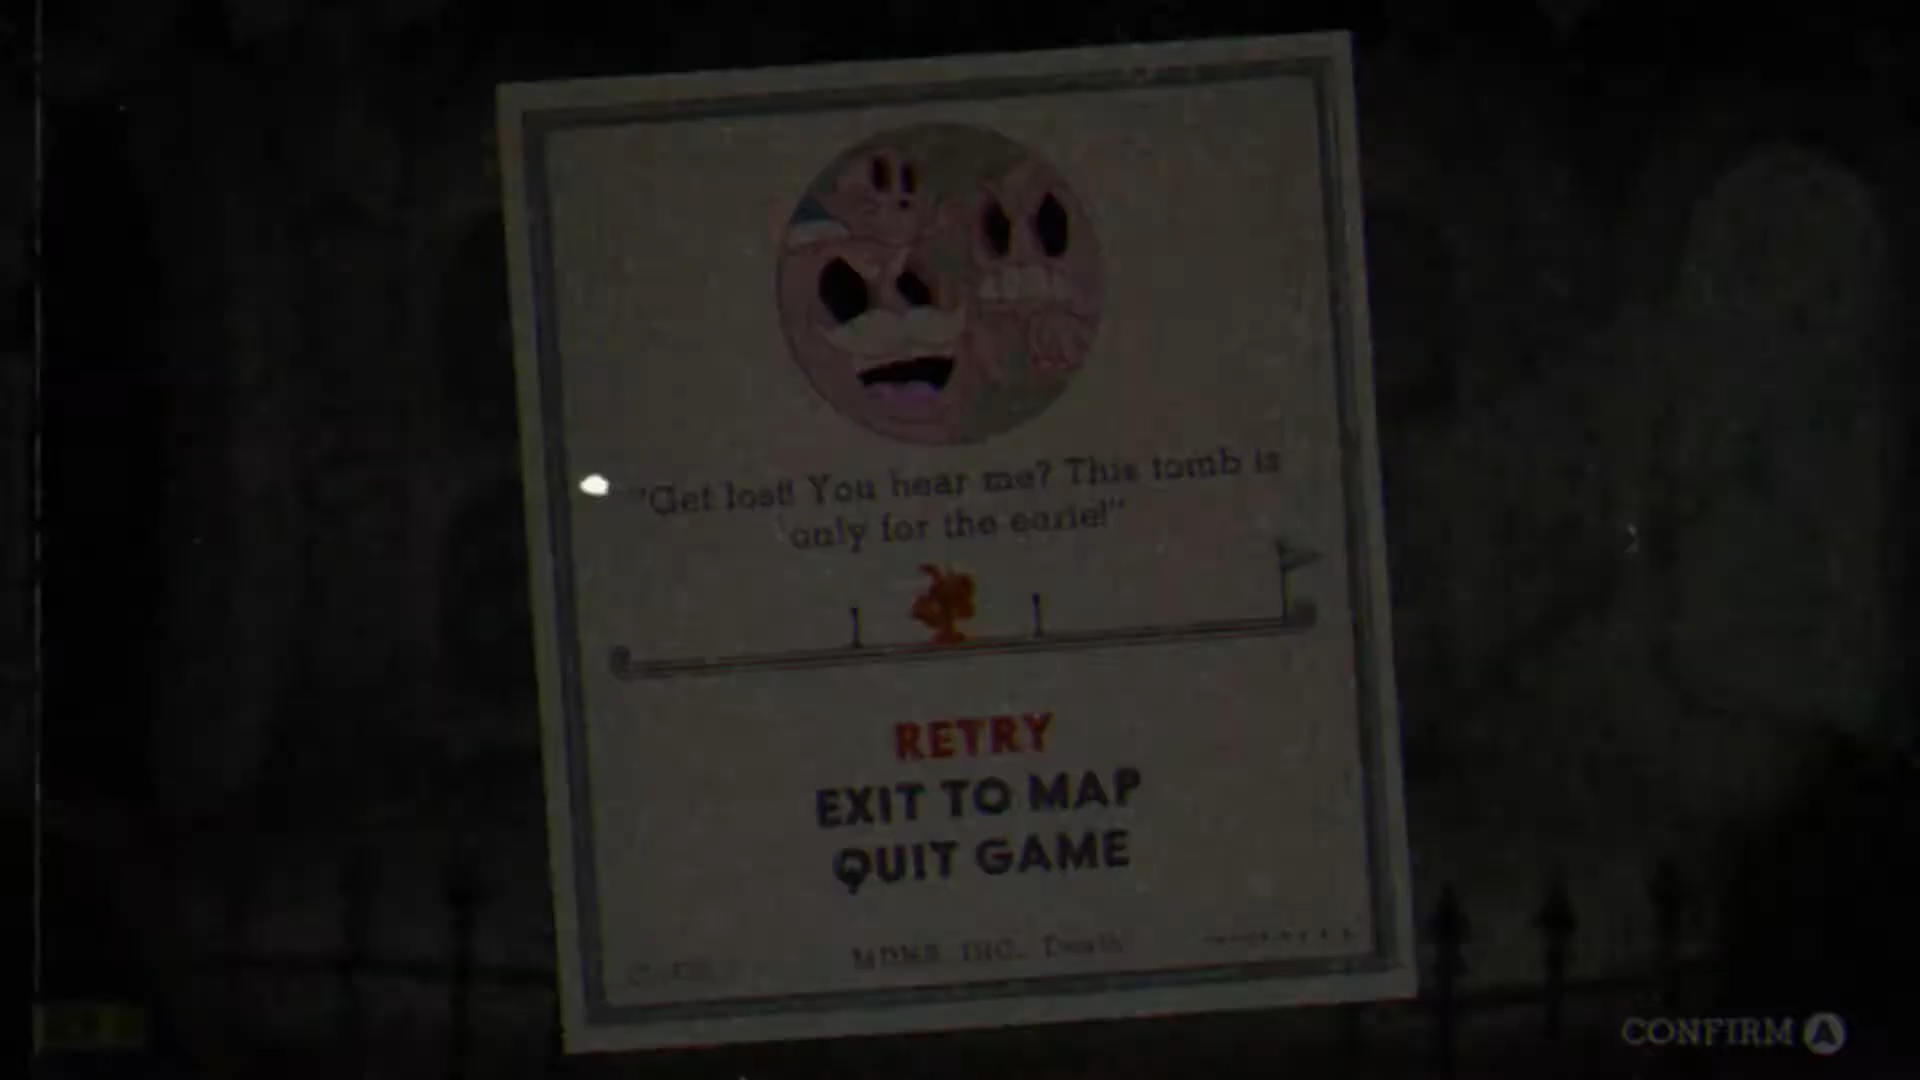 "Get lost! You hear me? This tomb is
only for the eerie!"
RETRY
EXIT TO MAP
QUIT GAME
MDHR INC. Death
CONFIRM A